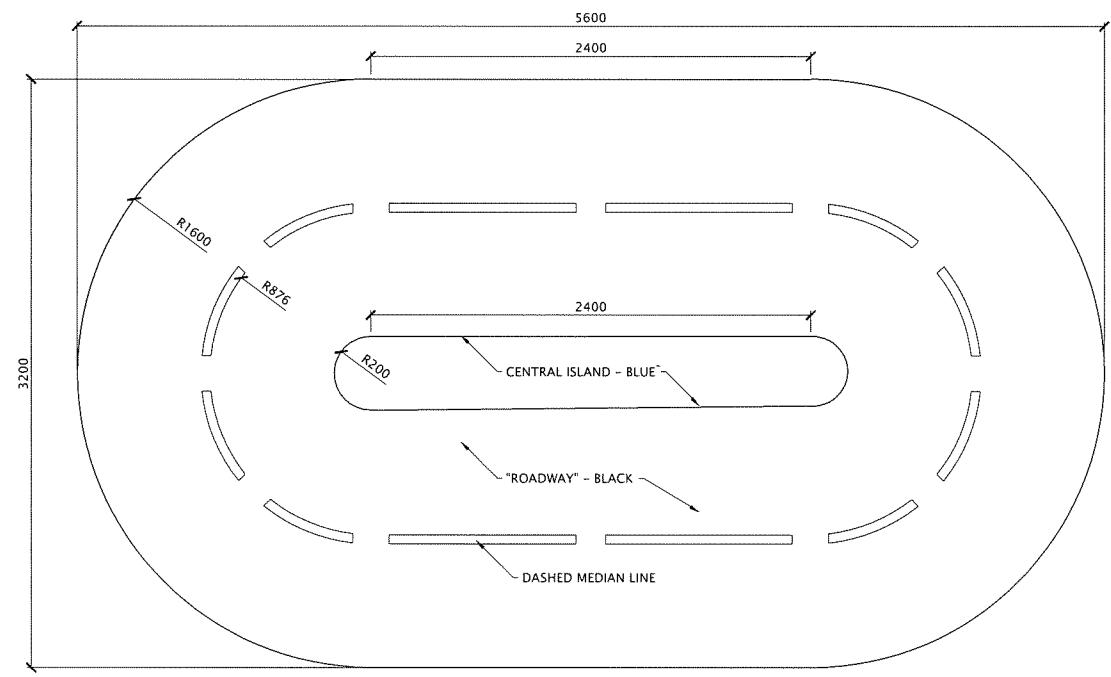 5600
2400
R1600
R876
2400
3200
R200
CENTRAL ISLAND - BLUE
"ROADWAY" - BLACK
DASHED MEDIAN LINE